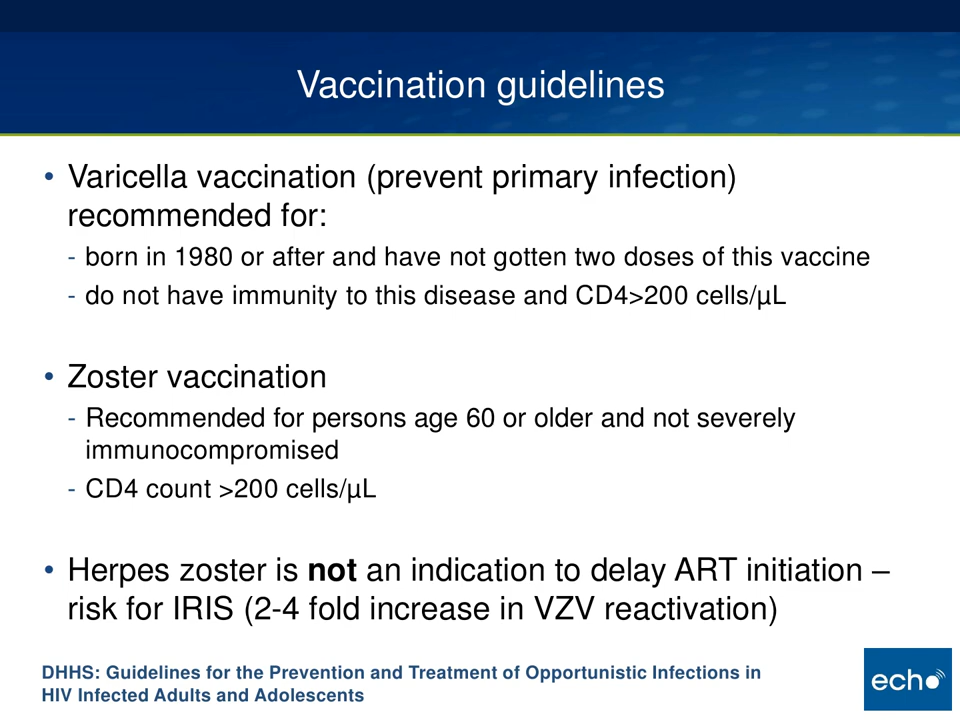 Vaccination guidelines
• Varicella vaccination (prevent primary infection)
recommended for:
- born in 1980 or after and have not gotten two doses of this vaccine
- do not have immunity to this disease and CD4>200 cells/µL
• Zoster vaccination
- Recommended for persons age 60 or older and not severely
immunocompromised
- CD4 count >200 cells/µL
• Herpes zoster is not an indication to delay ART initiation –
risk for IRIS (2-4 fold increase in VZV reactivation)
DHHS: Guidelines for the Prevention and Treatment of Opportunistic Infections in
HIV Infected Adults and Adolescents
echo